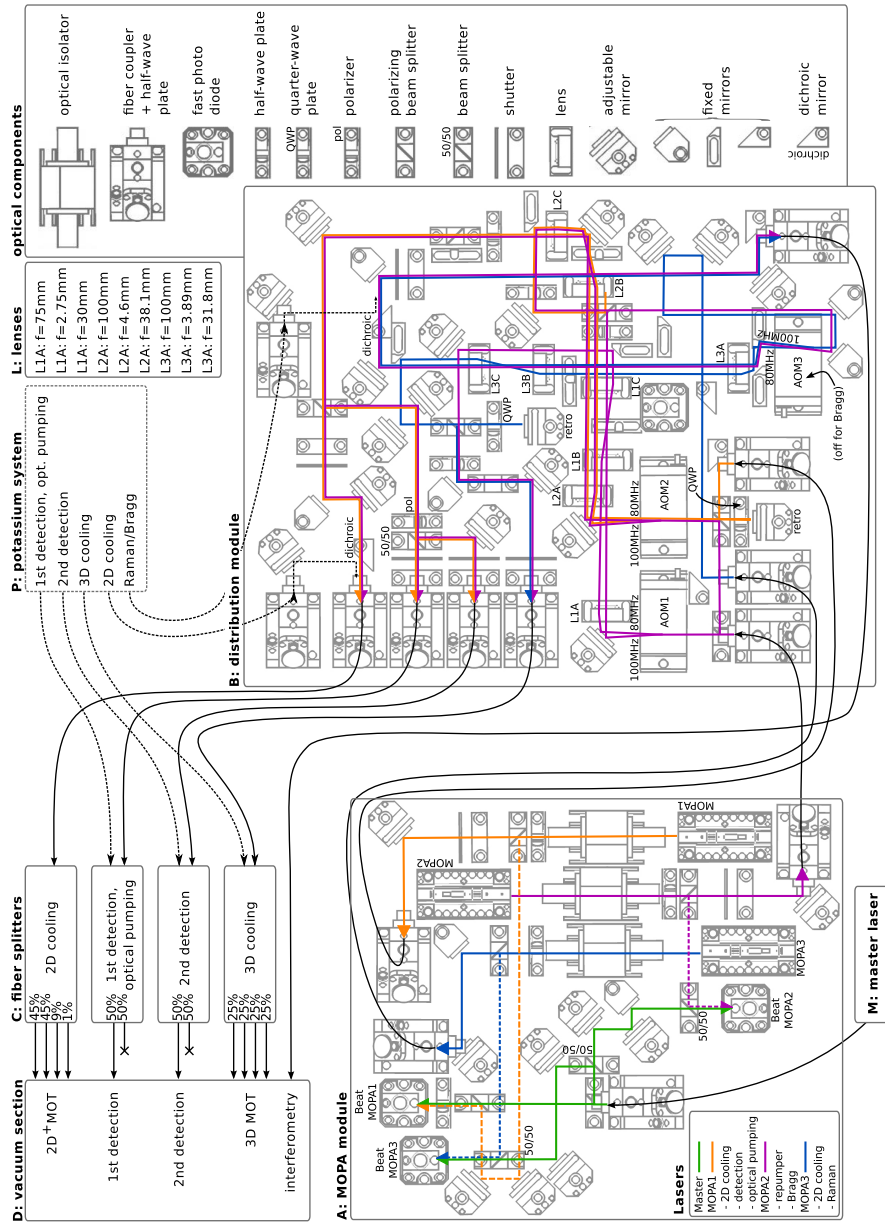 D: vacuum section
2D⁺MOT
1st detection
2nd detection
3D MOT
interferometry
C: fiber splitters
45%
45%
9%
1%
2D cooling
50%
50%
1st detection,
optical pumping
50%
50%
2nd detection
25%
25%
25%
25%
3D cooling
P: potassium system
1st detection, opt. pumping
2nd detection
3D cooling
2D cooling
Raman/Bragg
L: lenses
L1A: f=75mm
L1A: f=2.75mm
L1A: f=30mm
L2A: f=100mm
L2A: f=4.6mm
L2A: f=38.1mm
L3A: f=100mm
L3A: f=3.89mm
L3A: f=31.8mm
optical components
optical isolator
fiber coupler
+ half-wave
plate
fast photo
diode
half-wave plate
QWP
quarter-wave
plate
pol
polarizer
polarizing
beam splitter
50/50
beam splitter
shutter
lens
adjustable
mirror
fixed
mirrors
dichroic
dichroic
mirror
B: distribution module
dichroic
50/50
pol
dichroic
L3C
L3B
QWP
retro
L2C
L2B
L2A
L1B
L1C
L1A
100MHz
80MHz
AOM1
100MHz
80MHz
AOM2
QWP
retro
L3A
80MHz
100MHz
AOM3
(off for Bragg)
A: MOPA module
Beat
MOPA1
Beat
MOPA3
50/50
50/50
50/50
Beat
MOPA2
MOPA2
MOPA1
MOPA3
Lasers
Master
MOPA1
- 2D cooling
- detection
- optical pumping
MOPA2
- repumper
- Bragg
MOPA3
- 2D cooling
- Raman
M: master laser